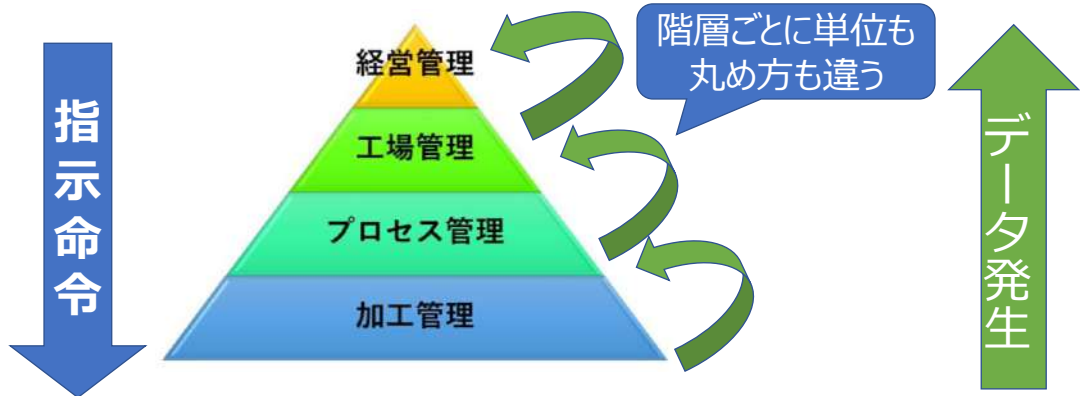 指示命令
経営管理
工場管理
プロセス管理
加工管理
階層ごとに単位も
丸め方も違う
データ発生